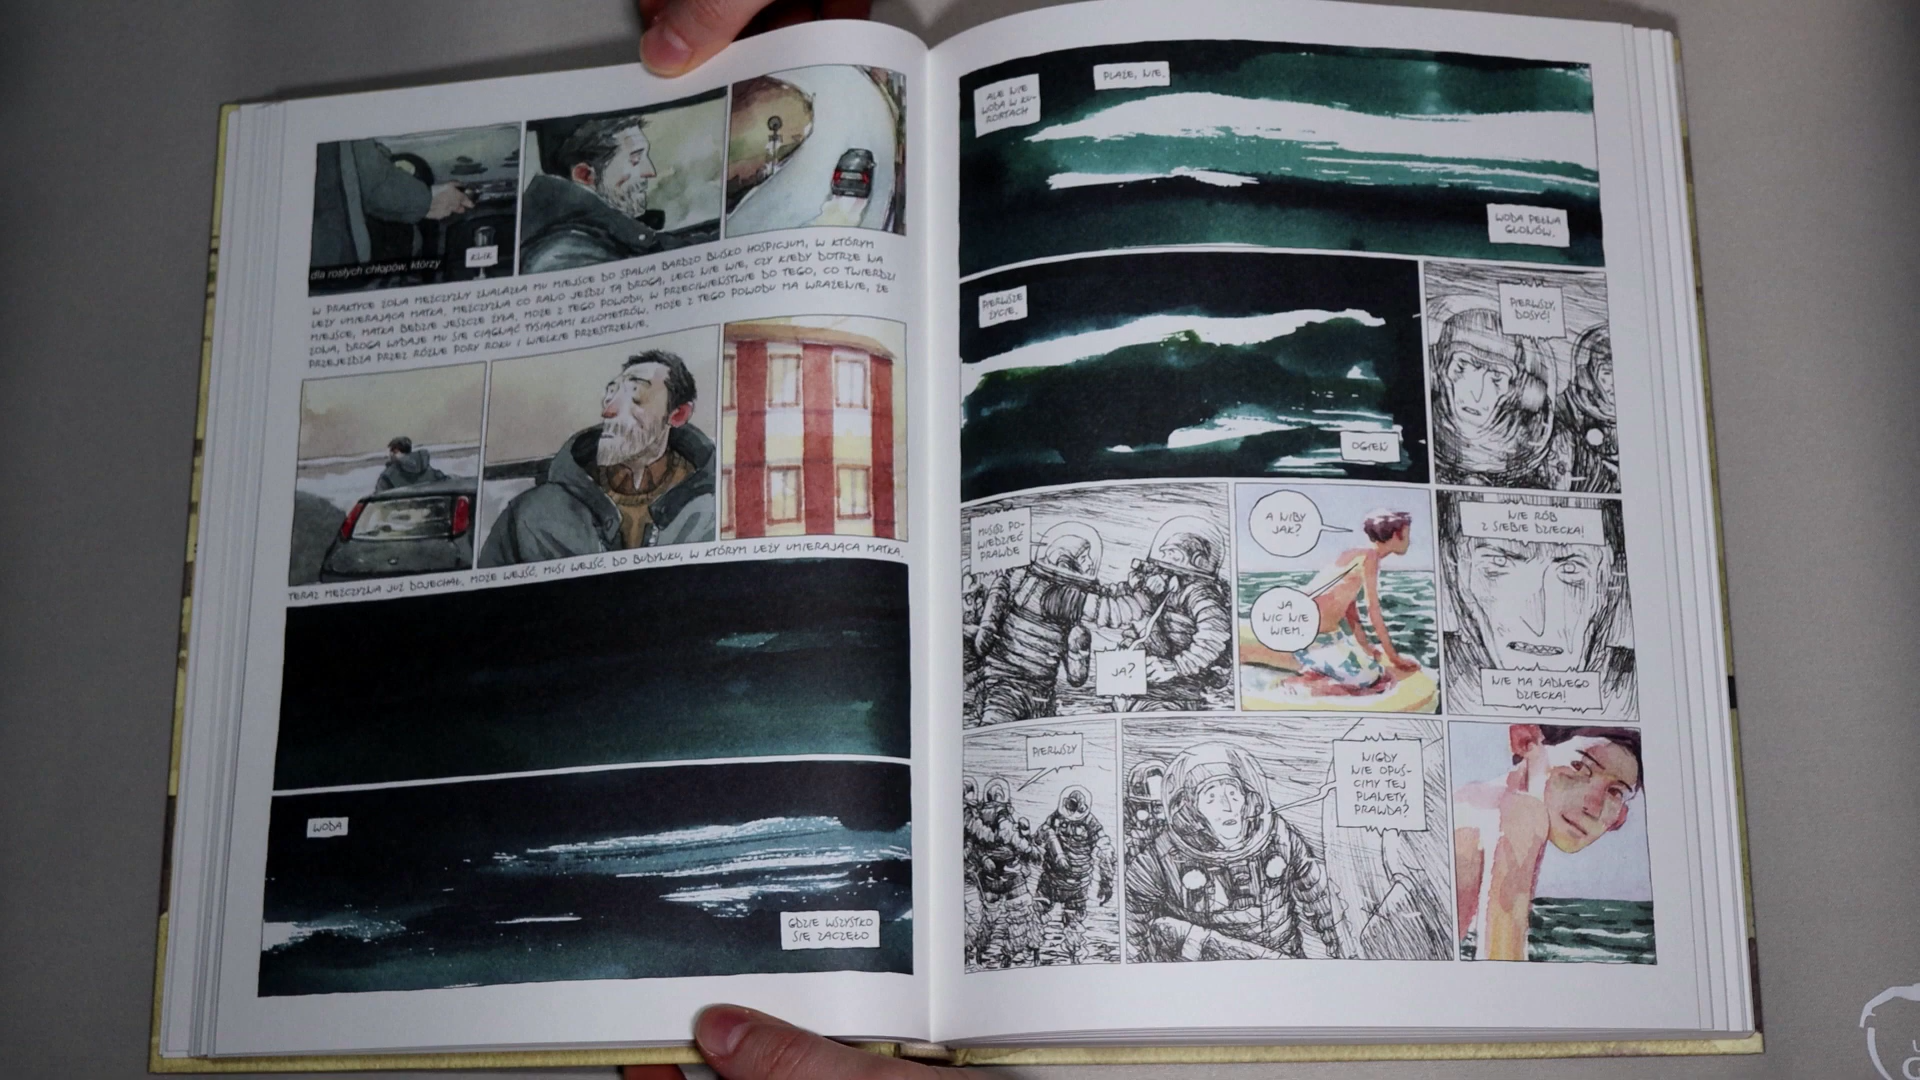 dla rosłych chłopów, którzy
KLIK
W PRAKTYCE ŻONA MĘŻCZYZNY ZNALAZŁA MU MIEJSCE DO SPANIA BARDZO BLISKO HOSPICJUM, W KTÓRYM
LEŻY UMIERAJĄCA MATKA. MĘŻCZYZNA CO RANO JEŹDZI TĄ DROGĄ, LECZ NIE WIE, CZY KIEDY DOTRZE NA
MIEJSCE, MATKA BĘDZIE JESZCZE ŻYŁA. MOŻE Z TEGO POWODU, W PRZECIWIEŃSTWIE DO TEGO, CO TWIERDZI
ŻONA, DROGA WYDAJE MU SIĘ CIĄGNĄĆ TYSIĄCAMI KILOMETRÓW. MOŻE Z TEGO POWODU MA WRAŻENIE, ŻE
PRZEJEŻDŻA PRZEZ RÓŻNE PORY ROKU I WIELKIE PRZESTRZENIE.
TERAZ MĘŻCZYZNA JUŻ DOJECHAŁ. MOŻE WEJŚĆ. MUSI WEJŚĆ. DO BUDYNKU, W KTÓRYM LEŻY UMIERAJĄCA MATKA.
WODA
GDZIE WSZYSTKO
SIĘ ZACZĘŁO
ALE NIE
WODA W KU-
RORTACH
PLAŻE, NIE.
WODA PEŁNA
GLONÓW.
PIERWSZE
ŻYCIE.
OGIEŃ
PIERWSZY,
DOSYĆ!
MUSISZ PO-
WIEDZIEĆ
PRAWDĘ
JA?
A NIBY
JAK?
JA
NIC NIE
WIEM.
NIE RÓB
Z SIEBIE DZIECKA!
NIE MA ŻADNEGO
DZIECKA!
PIERWSZY
NIGDY
NIE OPUŚ-
CIMY TEJ
PLANETY,
PRAWDA?